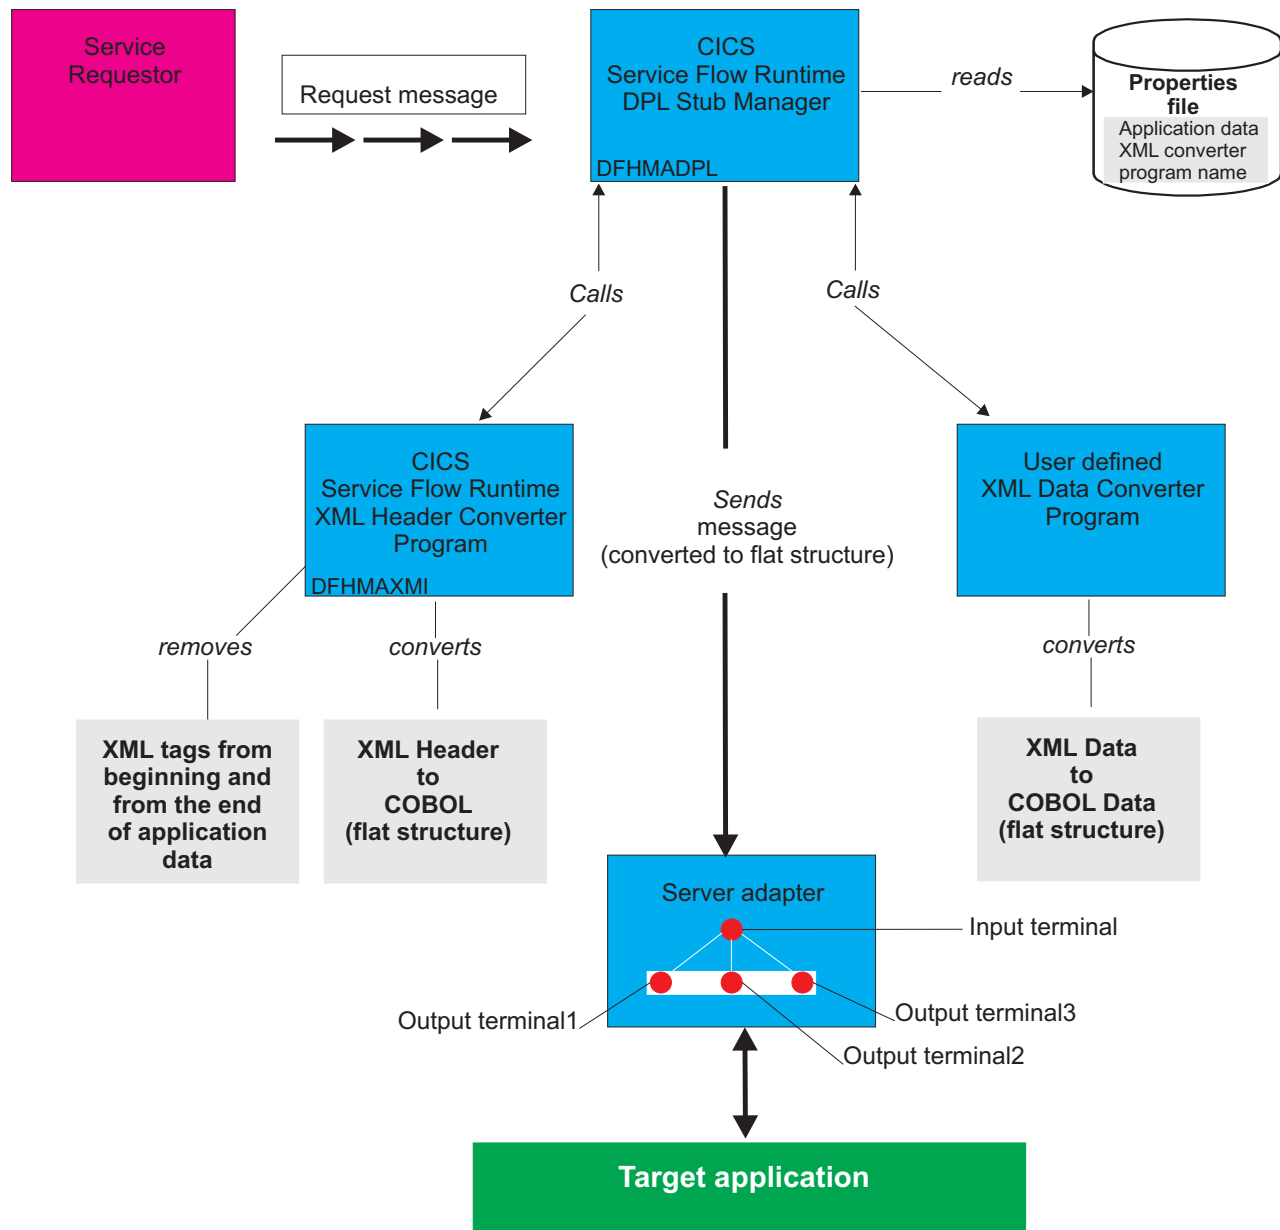 Service
Requestor
Request message
CICS
Service Flow Runtime
DPL Stub Manager
DFHMADPL
reads
Properties
file
Application data
XML converter
program name
Calls
Calls
CICS
Service Flow Runtime
XML Header Converter
Program
DFHMAXMI
Sends
message
(converted to flat structure)
User defined
XML Data Converter
Program
removes
converts
converts
XML tags from
beginning and
from the end
of application
data
XML Header
to
COBOL
(flat structure)
XML Data
to
COBOL Data
(flat structure)
Server adapter
Input terminal
Output terminal1
Output terminal3
Output terminal2
Target application